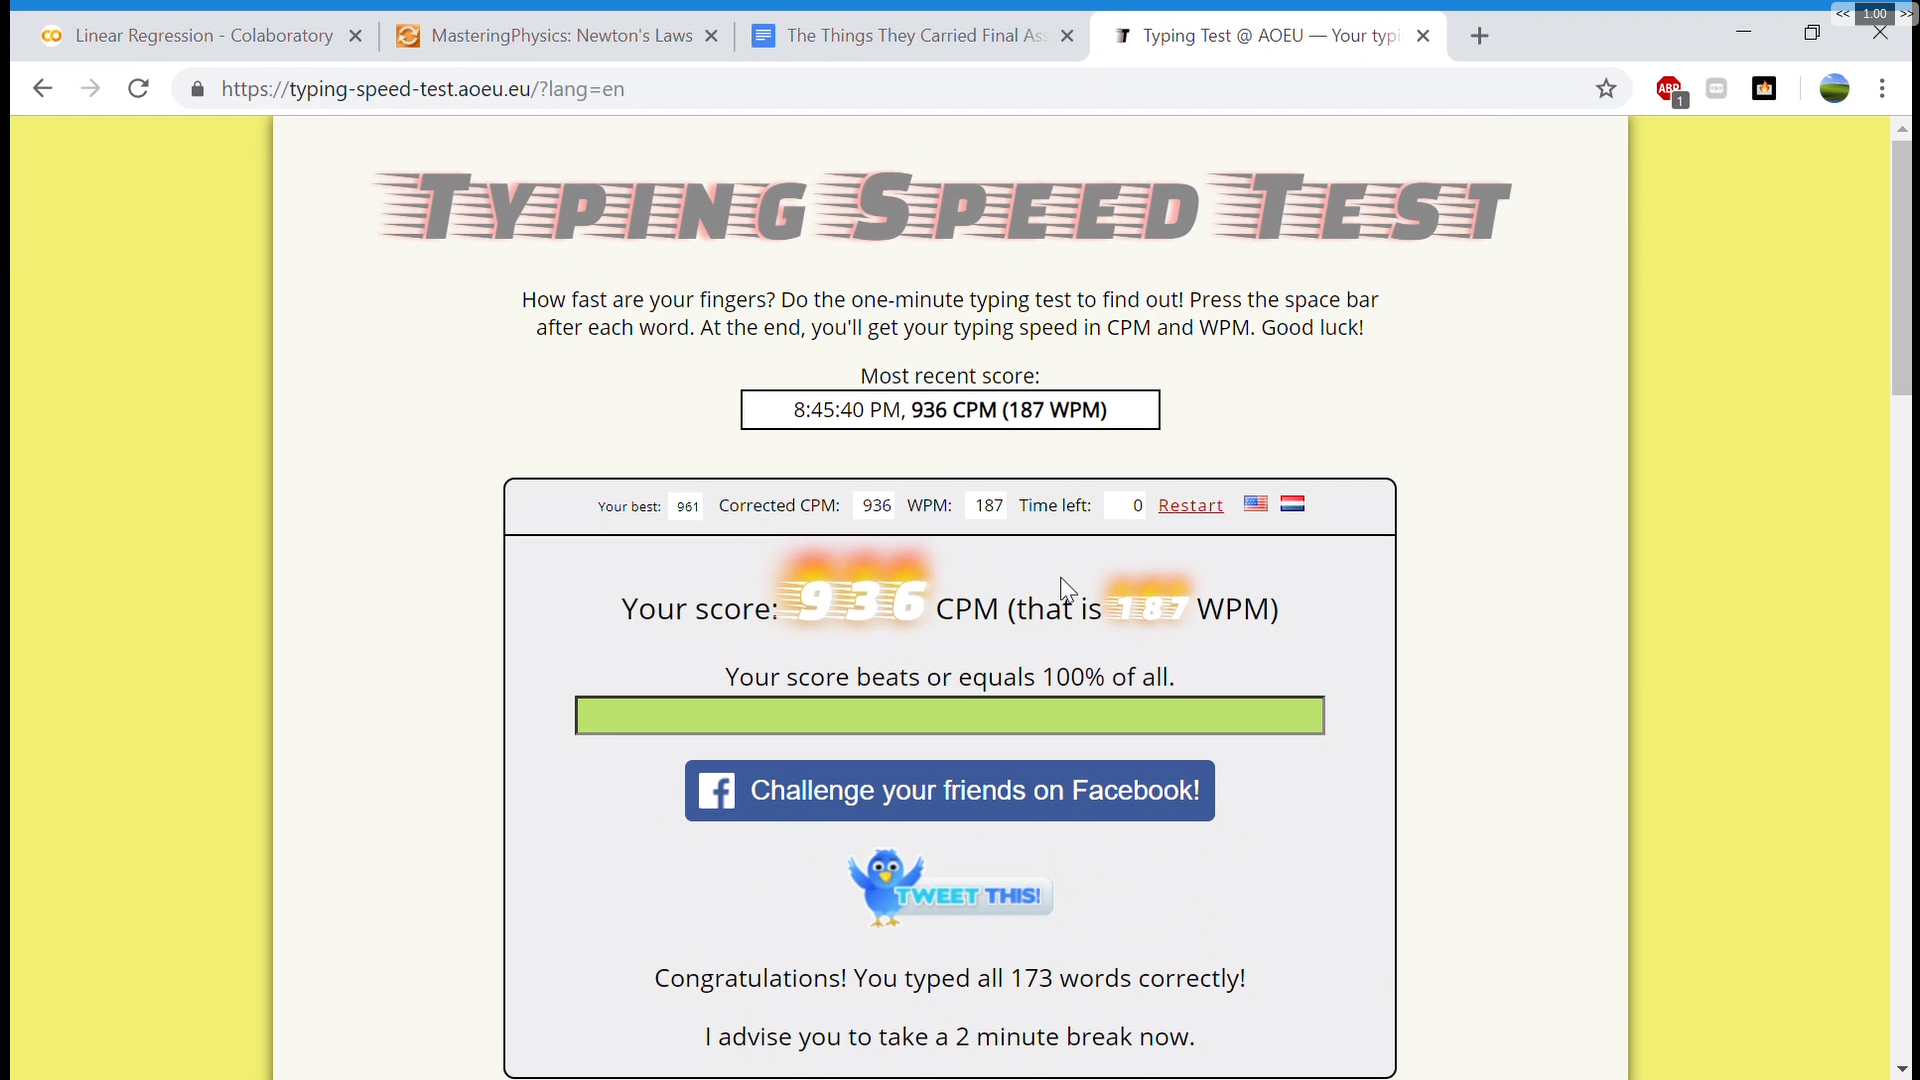 << 1.00 >>
Linear Regression - Colaboratory
MasteringPhysics: Newton's Laws
The Things They Carried Final Ass
Typing Test @ AOEU — Your typi
https://typing-speed-test.aoeu.eu/?lang=en
ABP
1
TYPING SPEED TEST
How fast are your fingers? Do the one-minute typing test to find out! Press the space bar
after each word. At the end, you'll get your typing speed in CPM and WPM. Good luck!
Most recent score:
8:45:40 PM, 936 CPM (187 WPM)
Your best: 961 Corrected CPM: 936 WPM: 187 Time left: 0 Restart
Your score: 936 CPM (that is 187 WPM)
Your score beats or equals 100% of all.
Challenge your friends on Facebook!
TWEET THIS!
Congratulations! You typed all 173 words correctly!
I advise you to take a 2 minute break now.